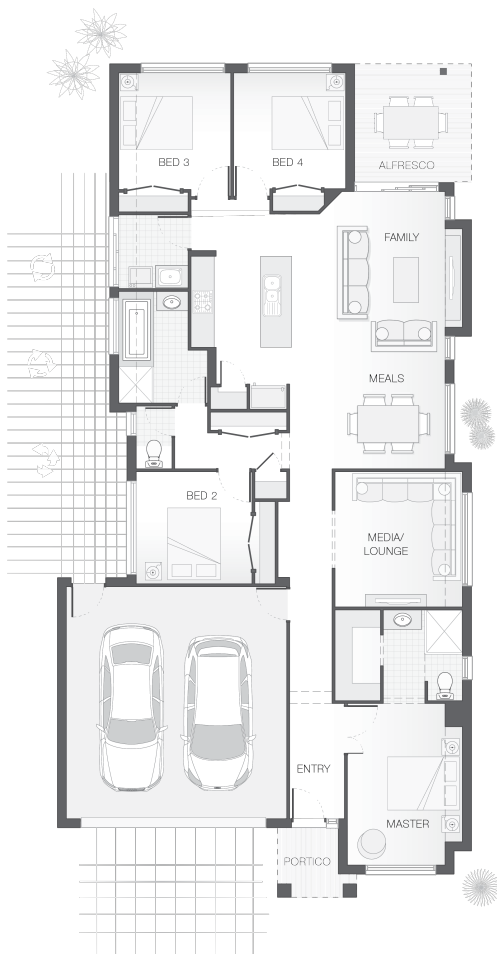 BED 3
BED 4
ALFRESCO
FAMILY
MEALS
BED 2
MEDIA/
LOUNGE
ENTRY
MASTER
PORTICO